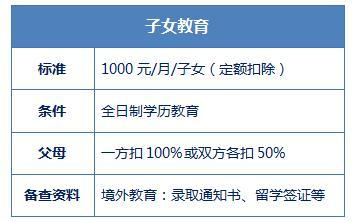 子女教育
标准 1000 元/月/子女（定额扣除）
条件 全日制学历教育
父母 一方扣 100%或双方各扣 50%
备查资料 境外教育：录取通知书、留学签证等